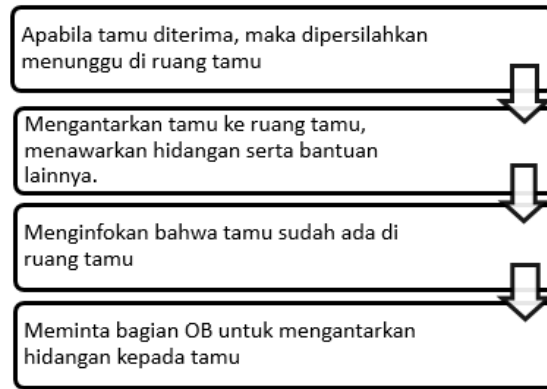 Apabila tamu diterima, maka dipersilahkan
menunggu di ruang tamu
Mengantarkan tamu ke ruang tamu,
menawarkan hidangan serta bantuan
lainnya.
Menginfokan bahwa tamu sudah ada di
ruang tamu
Meminta bagian OB untuk mengantarkan
hidangan kepada tamu